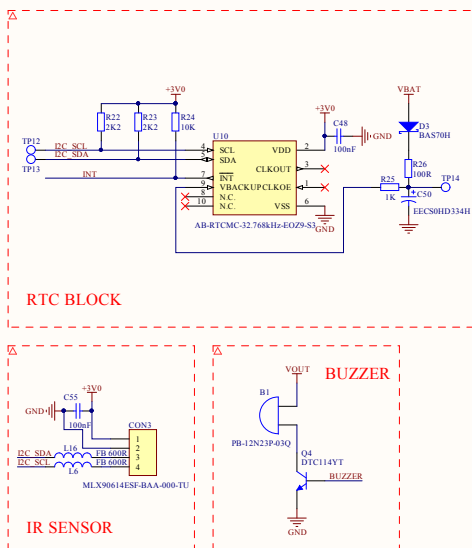 +3V0
VBAT
R22
2K2
R23
2K2
R24
10K
+3V0
C48
100nF
GND
D3
BAS70H
TP12
TP13
I2C_SCL
I2C_SDA
INT
U10
4
SCL
5
SDA
7
INT
9
VBACKUP
8
N.C.
10
N.C.
VDD
2
CLKOUT
3
CLKOE
1
VSS
6
GND
AB-RTCMC-32.768kHz-EOZ9-S3
R26
100R
R25
1K
TP14
C50
EECS0HD334H
RTC BLOCK
+3V0
C55
100nF
GND
CON3
1
2
3
4
I2C_SDA
L16
FB 600R
I2C_SCL
L6
FB 600R
MLX90614ESF-BAA-000-TU
IR SENSOR
VOUT
BUZZER
B1
PB-12N23P-03Q
Q4
DTC114YT
BUZZER
GND